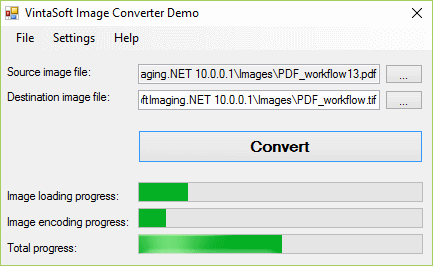 VintaSoft Image Converter Demo
File Settings Help
Source image file: aging.NET 10.0.0.1\Images\PDF_workflow13.pdf ...
Destination image file: ftImaging.NET 10.0.0.1\Images\PDF_workflow.tif ...
Convert
Image loading progress:
Image encoding progress:
Total progress: